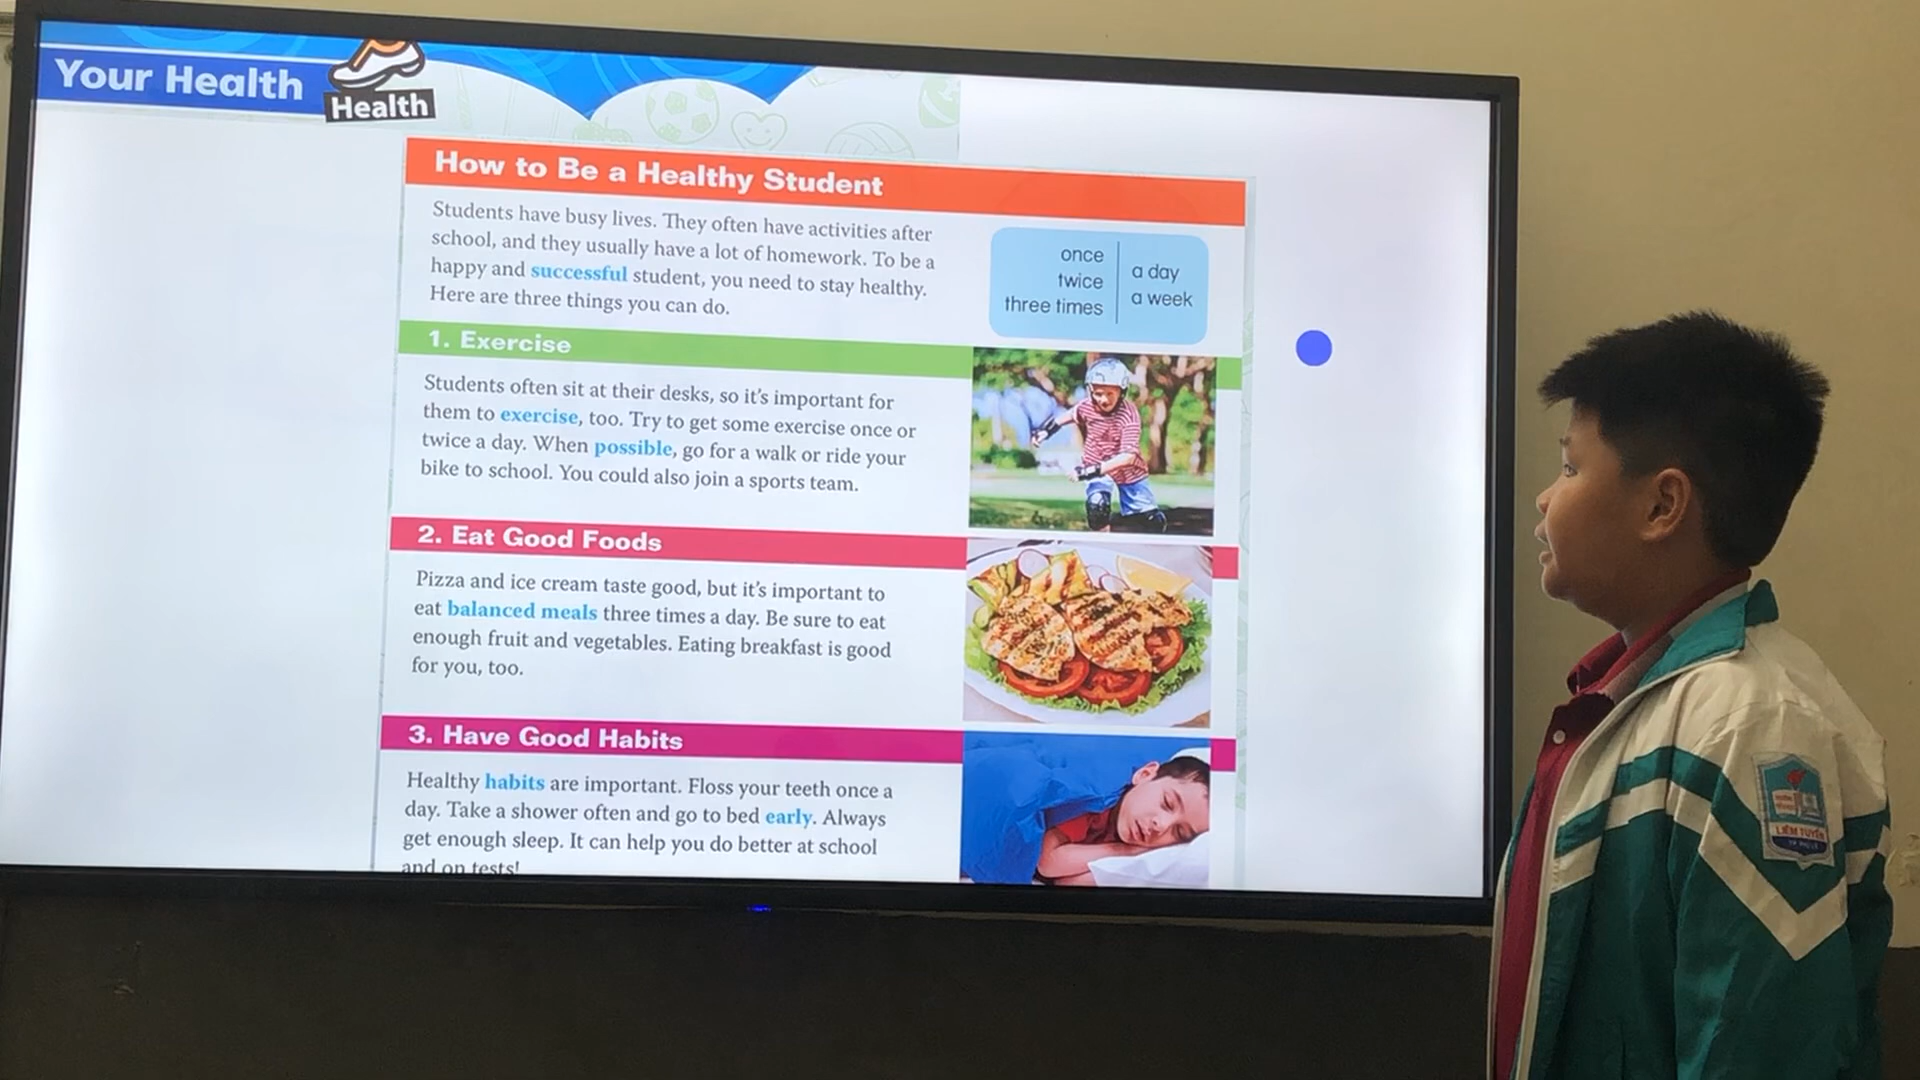 Your Health
Health
How to Be a Healthy Student
Students have busy lives. They often have activities after
school, and they usually have a lot of homework. To be a
happy and successful student, you need to stay healthy.
Here are three things you can do.
once
twice
three times
a day
a week
1. Exercise
Students often sit at their desks, so it's important for
them to exercise, too. Try to get some exercise once or
twice a day. When possible, go for a walk or ride your
bike to school. You could also join a sports team.
2. Eat Good Foods
Pizza and ice cream taste good, but it's important to
eat balanced meals three times a day. Be sure to eat
enough fruit and vegetables. Eating breakfast is good
for you, too.
3. Have Good Habits
Healthy habits are important. Floss your teeth once a
day. Take a shower often and go to bed early. Always
get enough sleep. It can help you do better at school
and on tests!
LIÊM TUYỀN